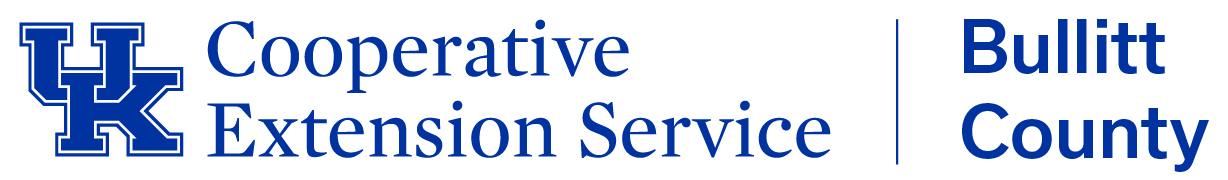 UK
Cooperative
Extension Service
Bullitt
County